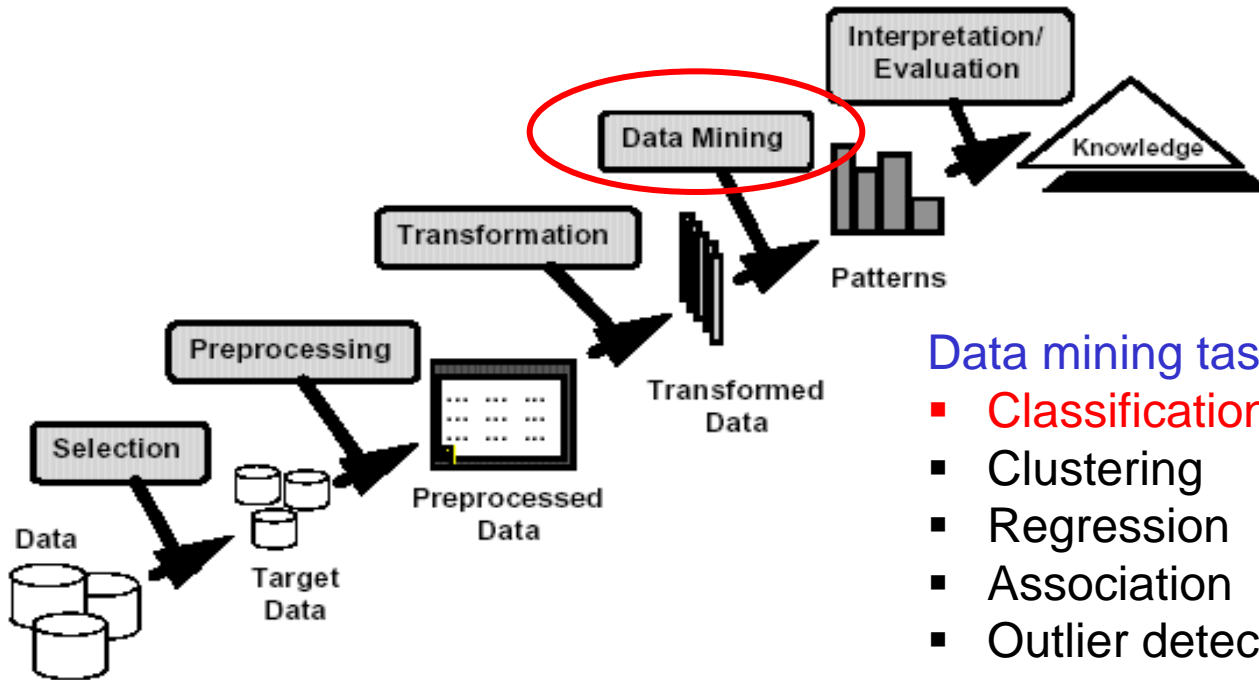 Interpretation/
Evaluation
Data Mining
Knowledge
Transformation
Patterns
Preprocessing
Transformed
Data
Selection
Preprocessed
Data
Data
Target
Data
... ... ...
... ... ...
... ... ...
Data mining tas
▪ Classification
▪ Clustering
▪ Regression
▪ Association
▪ Outlier detec